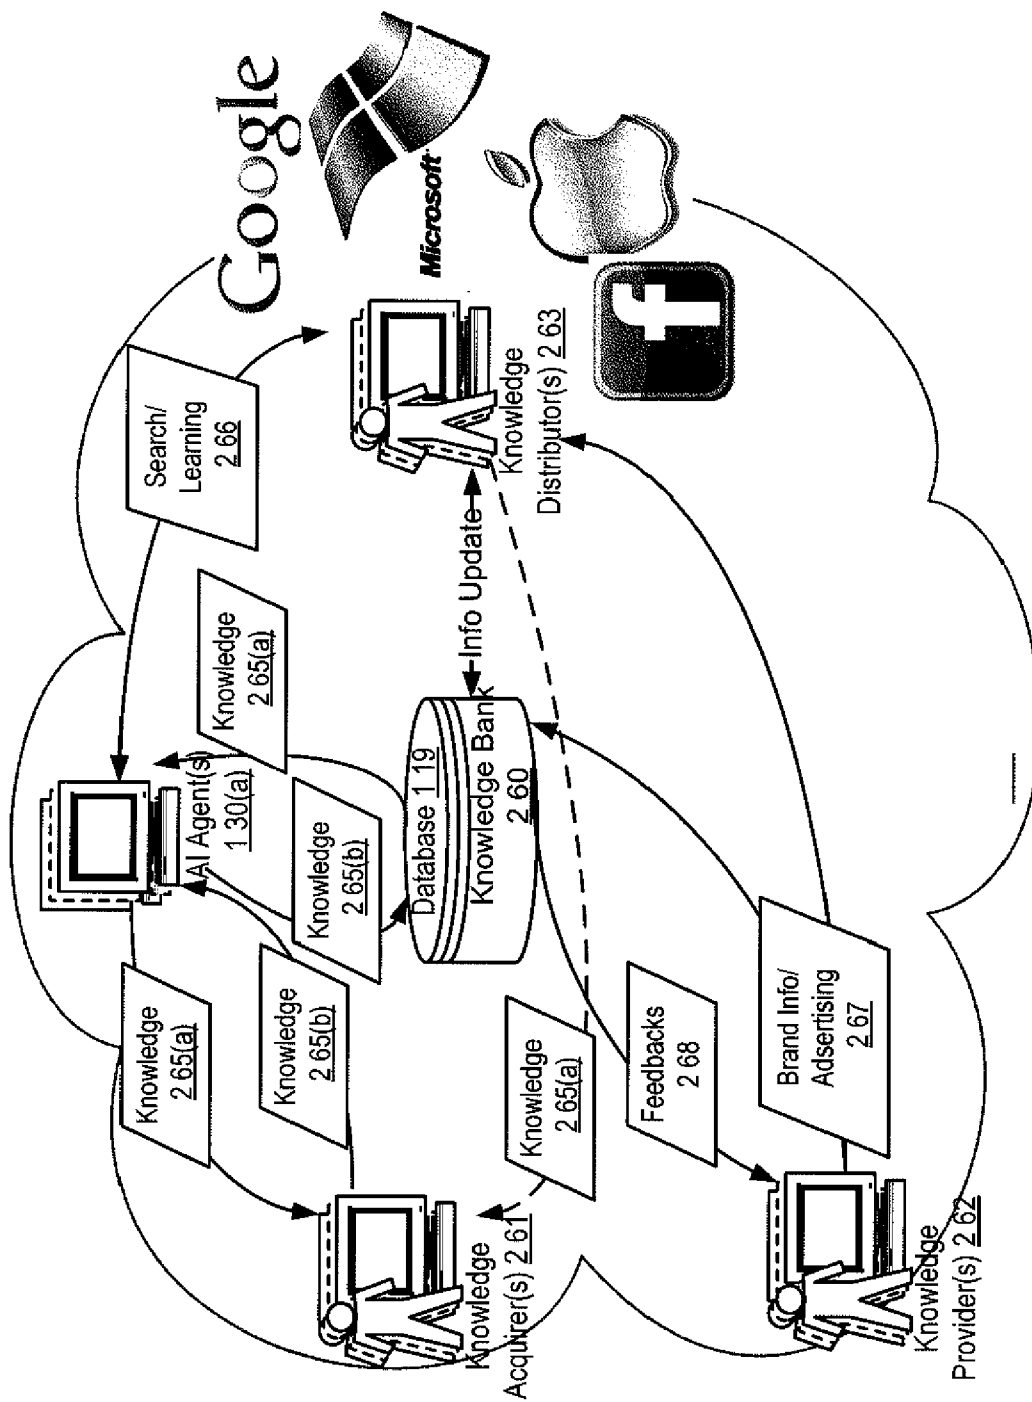 Knowledge
2 65(a)
Search/
Learning
2 66
AI Agent(s)
1 30(a)
Knowledge
2 65(a)
Google
Knowledge
2 65(b)
Knowledge
2 65(b)
Microsoft
Database 1 19
Knowledge Bank
2 60
Info Update
Knowledge
Acquirer(s) 2 61
Knowledge
Distributor(s) 2 63
Knowledge
2 65(a)
f
Feedbacks
2 68
Brand Info/
Adsertising
2 67
Knowledge
Provider(s) 2 62